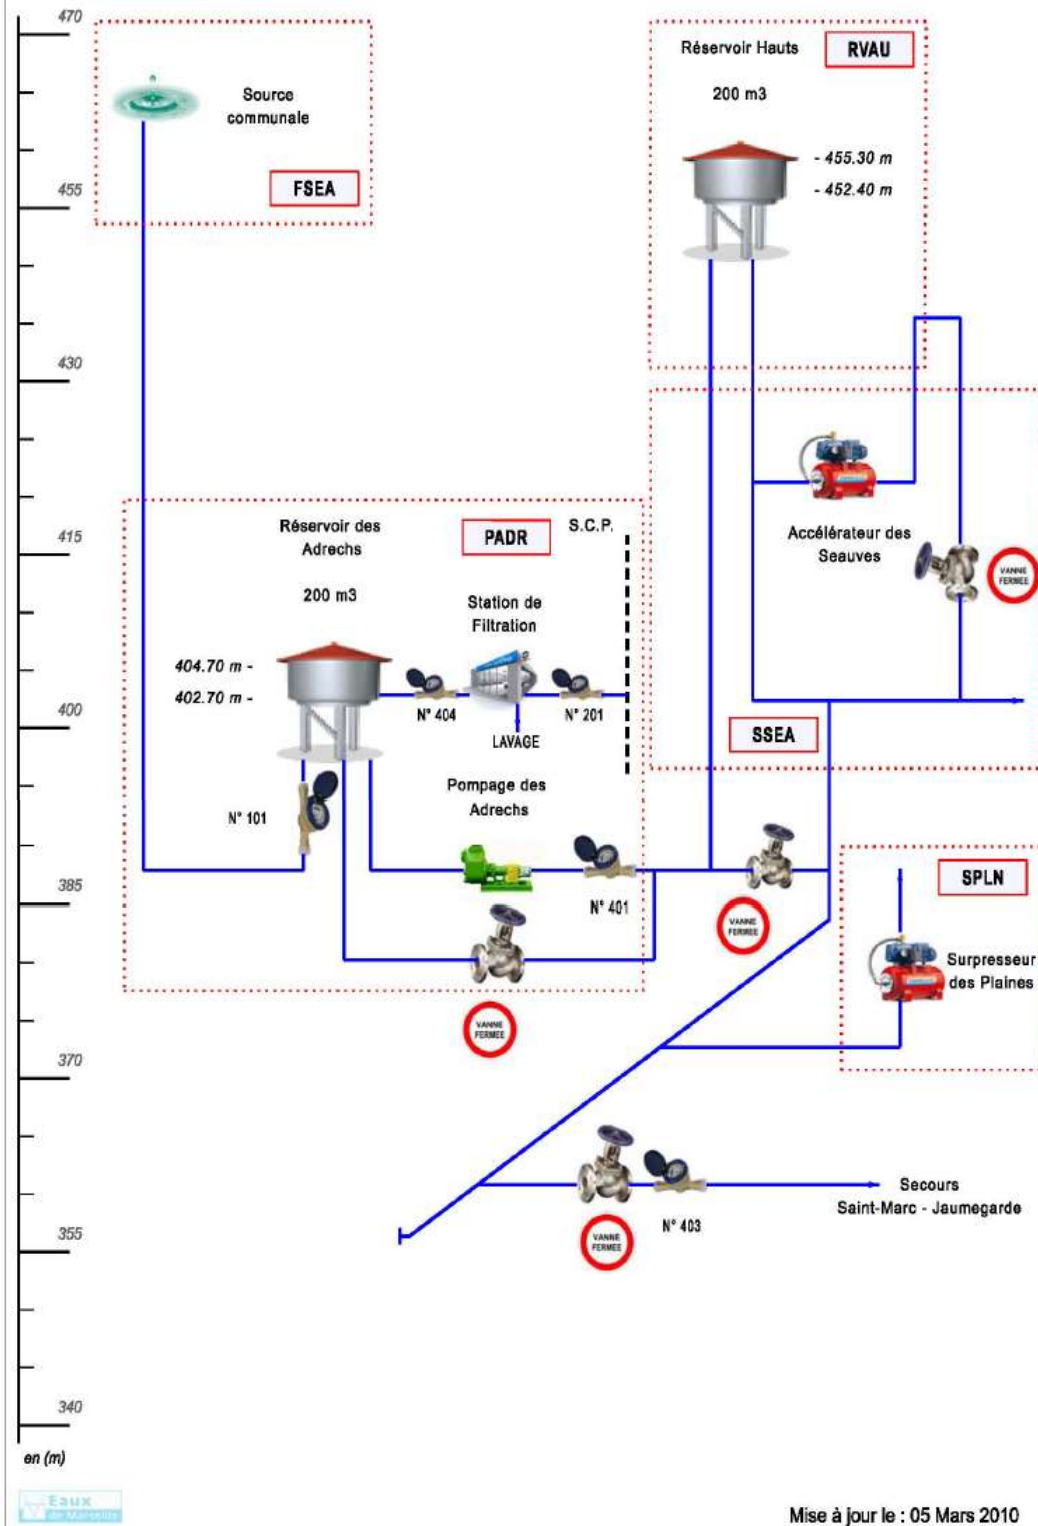 470
Source
communale
FSEA
Réservoir Hauts
RVAU
200 m3
- 455.30 m
- 452.40 m
455
430
415
Réservoir des
Adrechs
PADR
S.C.P.
200 m3
Station de
Filtration
Accélérateur des
Seauves
VANNE
FERMEE
404.70 m -
402.70 m -
N° 404
N° 201
400
LAVAGE
SSEA
Pompage des
Adrechs
N° 101
385
N° 401
VANNE
FERMEE
SPLN
Surpresseur
des Plaines
VANNE
FERMEE
370
Secours
Saint-Marc - Jaumegarde
N° 403
VANNE
FERMEE
355
340
en (m)
Eaux
de Marseille
Mise à jour le : 05 Mars 2010